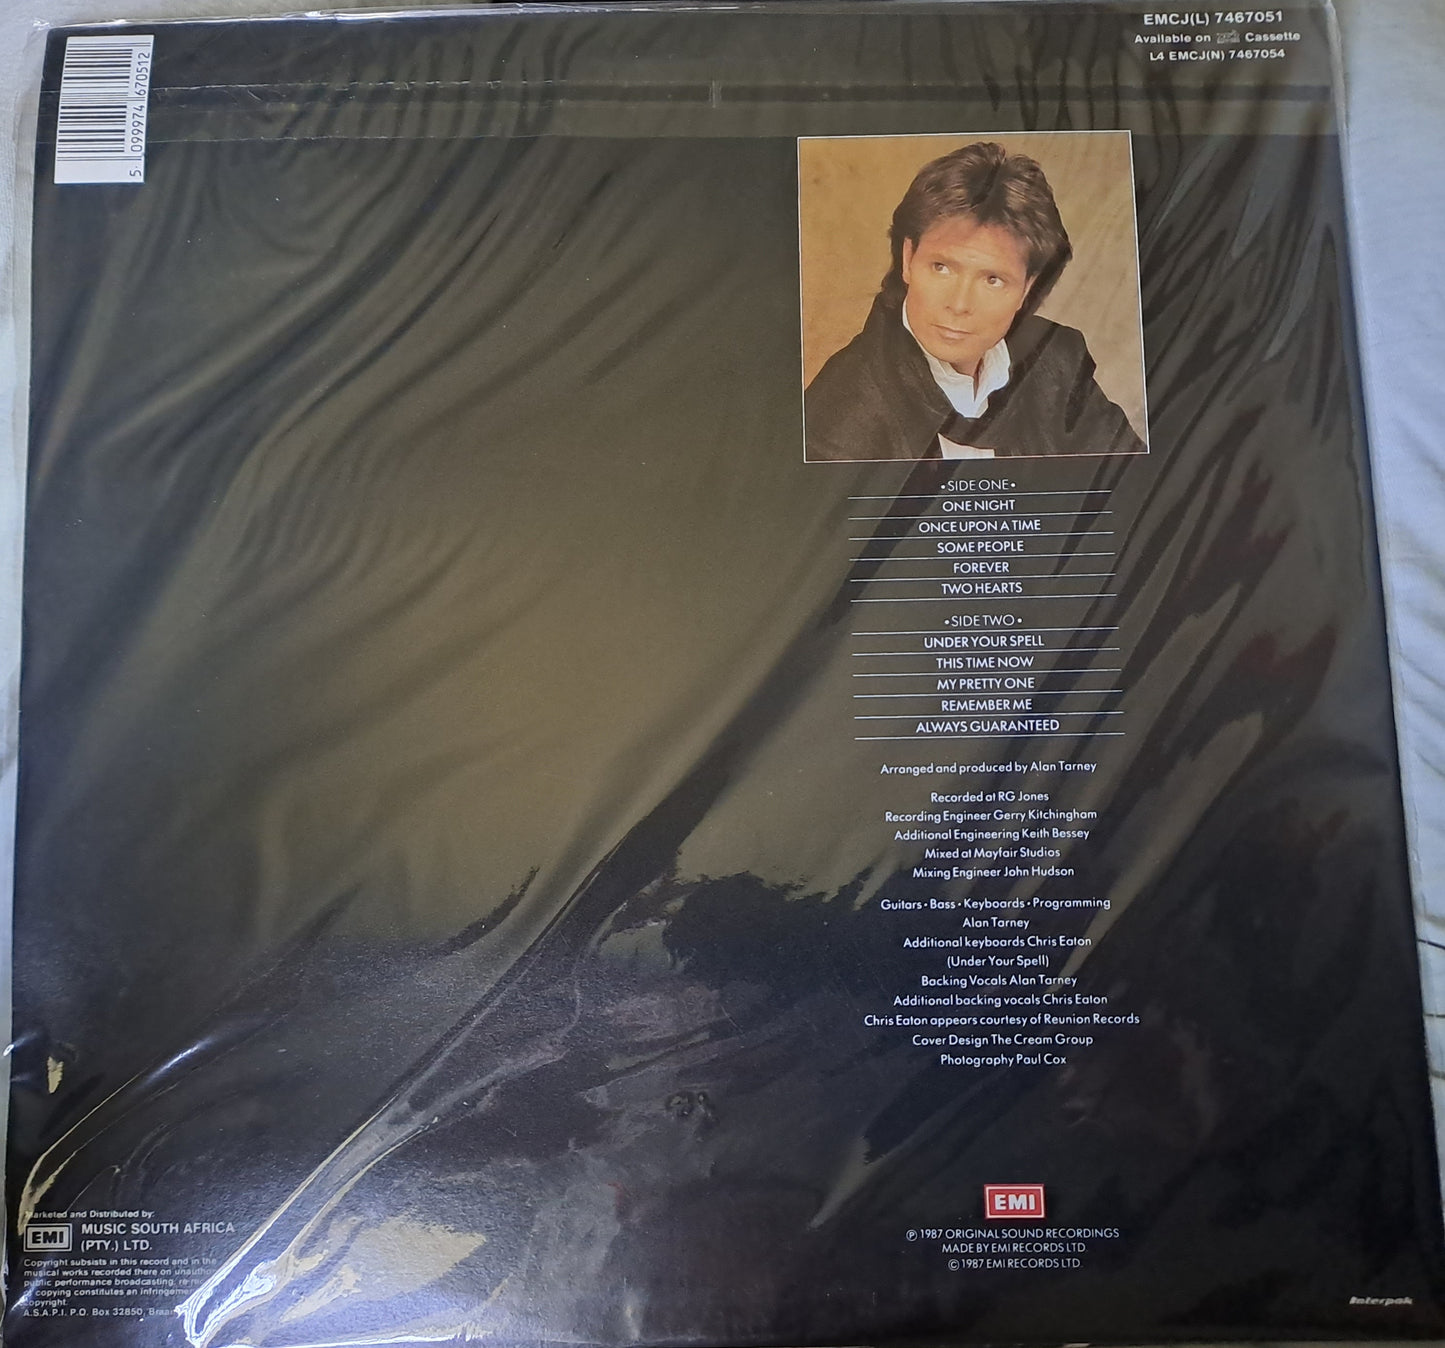 EMCJ(L) 7467051
Available on Cassette
L4 EMCJ(N) 7467054
5 099974 670512
•SIDE ONE•
ONE NIGHT
ONCE UPON A TIME
SOME PEOPLE
FOREVER
TWO HEARTS
•SIDE TWO•
UNDER YOUR SPELL
THIS TIME NOW
MY PRETTY ONE
REMEMBER ME
ALWAYS GUARANTEED
Arranged and produced by Alan Tarney
Recorded at RG Jones
Recording Engineer Gerry Kitchingham
Additional Engineering Keith Bessey
Mixed at Mayfair Studios
Mixing Engineer John Hudson
Guitars • Bass • Keyboards • Programming
Alan Tarney
Additional keyboards Chris Eaton
(Under Your Spell)
Backing Vocals Alan Tarney
Additional backing vocals Chris Eaton
Chris Eaton appears courtesy of Reunion Records
Cover Design The Cream Group
Photography Paul Cox
EMI
℗ 1987 ORIGINAL SOUND RECORDINGS
MADE BY EMI RECORDS LTD.
© 1987 EMI RECORDS LTD.
Marketed and Distributed by:
EMI MUSIC SOUTH AFRICA
(PTY.) LTD.
Copyright subsists in this record and in the
musical works recorded there on
public performance broadcasting,
copying constitutes an
copyright.
A.S.A.P.I. P.O. Box 32850,
Interpak